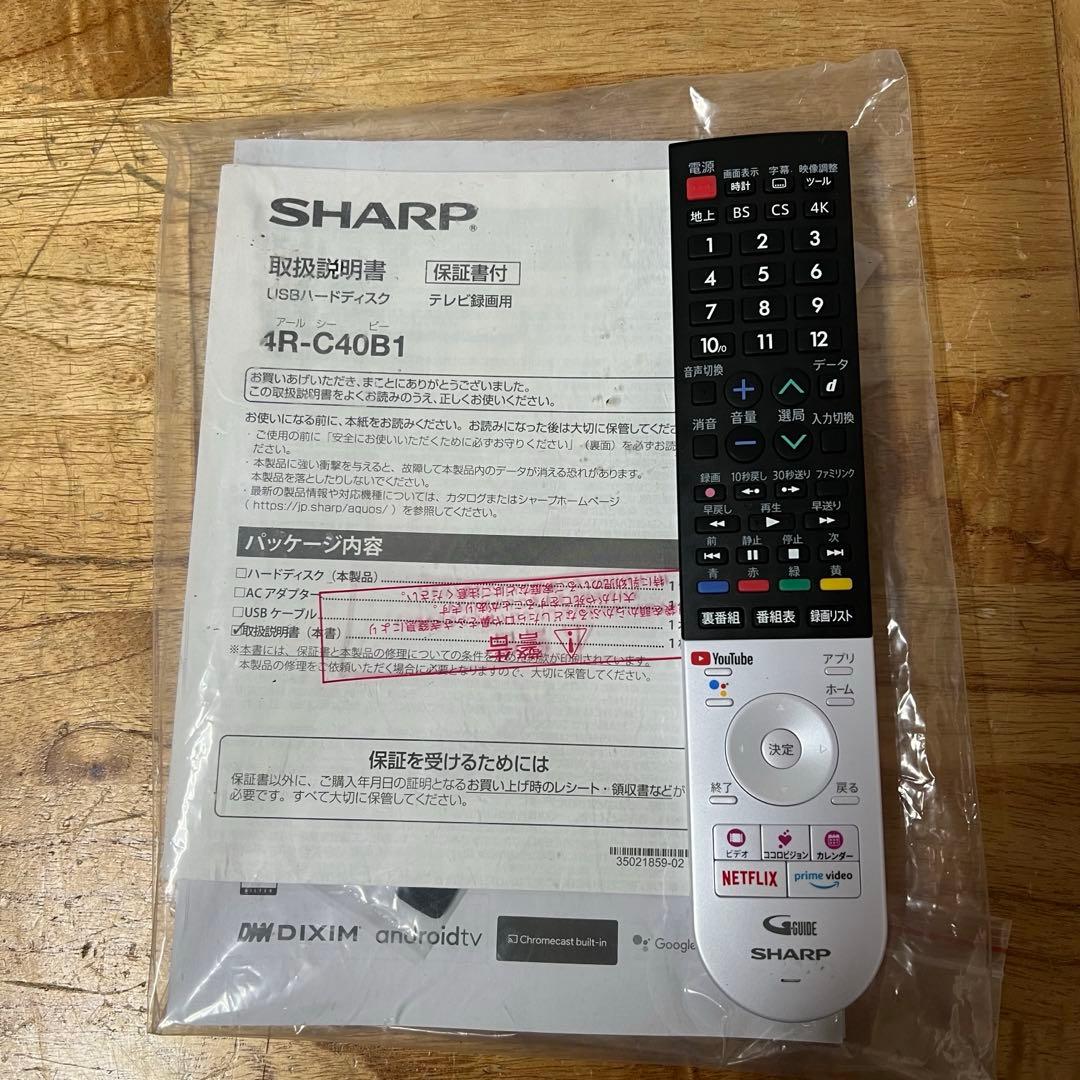 SHARP®
取扱説明書 保証書付
USBハードディスク テレビ録画用
アール シー ビー
4R-C40B1
お買いあげいただき、まことにありがとうございました。
この取扱説明書をよくお読みのうえ、正しくお使いください。
お使いになる前に、本紙をお読みください。お読みになった後は大切に保管してくださ
・ご使用の前に「安全にお使いいただくために必ずお守りください」（裏面）を必ずお読
ださい。
・本製品に強い衝撃を与えると、故障して本製品内のデータが消える恐れがあります。
本製品を落としたりしないでください。
・最新の製品情報や対応機種については、カタログまたはシャープホームページ
（ https://jp.sharp/aquos/ ）を参照してください。
パッケージ内容
□ハードディスク（本製品）
□ACアダプター
□USBケーブル
☑取扱説明書（本書）
※本書には、保証書と本製品の修理についての条件を
が印刷されています。
本製品の修理をご依頼いただく場合に必要となりますので、大切に保管してください。
警告
保証を受けるためには
保証書以外に、ご購入年月日の証明となるお買い上げ時のレシート・領収書などが
必要です。すべて大切に保管してください。
35021859-02
DIXIM androidtv Chromecast built-in Google
電源 画面表示 字幕 映像調整
時計 ツール
地上 BS CS 4K
1 2 3
4 5 6
7 8 9
10/0 11 12
音声切換 データ
d
消音 音量 選局 入力切換
録画 10秒戻し 30秒送り ファミリンク
早戻し 再生 早送り
前 静止 停止 次
青 赤 緑 黄
裏番組 番組表 録画リスト
YouTube アプリ
ホーム
決定
終了 戻る
ビデオ ココロビジョン カレンダー
NETFLIX prime video
G-GUIDE
SHARP